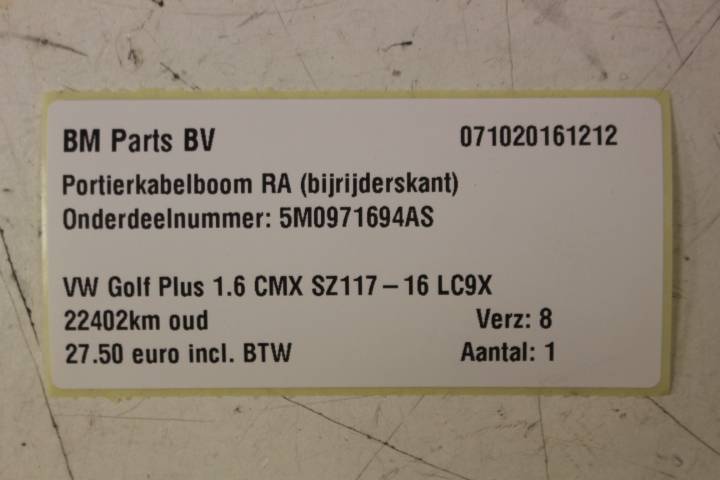 BM Parts BV 071020161212
Portierkabelboom RA (bijrijderskant)
Onderdeelnummer: 5M0971694AS
VW Golf Plus 1.6 CMX SZ117-16 LC9X
22402km oud Verz: 8
27.50 euro incl. BTW Aantal: 1